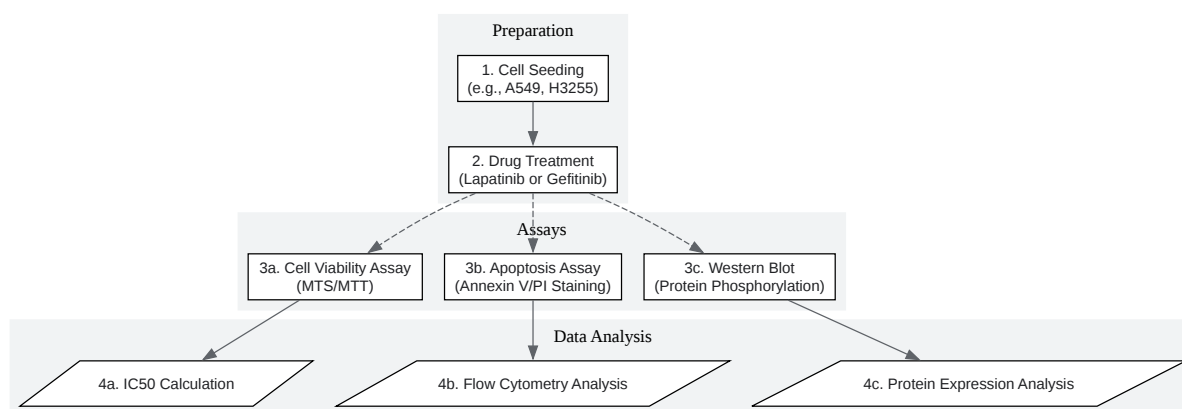 Preparation
1. Cell Seeding
(e.g., A549, H3255)
2. Drug Treatment
(Lapatinib or Gefitinib)
Assays
3a. Cell Viability Assay
(MTS/MTT)
3b. Apoptosis Assay
(Annexin V/PI Staining)
3c. Western Blot
(Protein Phosphorylation)
Data Analysis
4a. IC50 Calculation
4b. Flow Cytometry Analysis
4c. Protein Expression Analysis